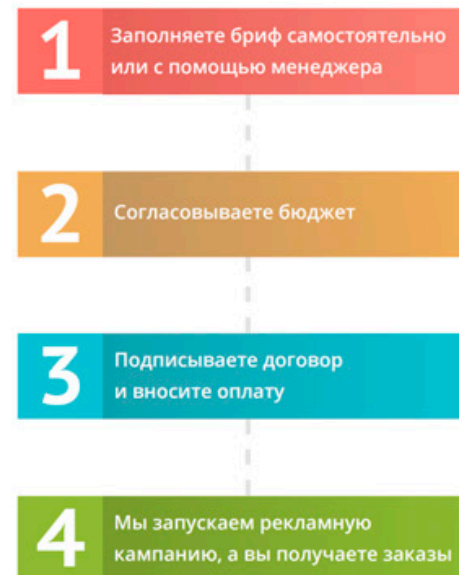 1
Заполняете бриф самостоятельно
или с помощью менеджера
2
Согласовываете бюджет
3
Подписываете договор
и вносите оплату
4
Мы запускаем рекламную
кампанию, а вы получаете заказы